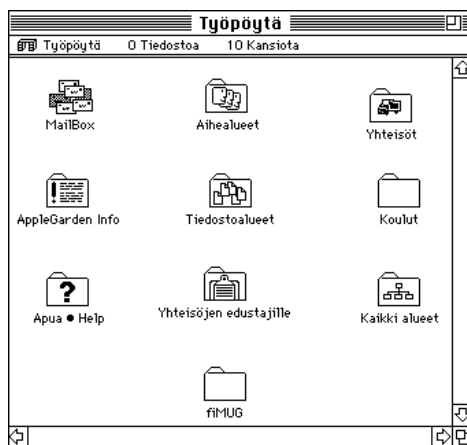 Työpöytä
Työpöytä 0 Tiedostoa 10 Kansiota
MailBox Aihealueet Yhteisöt
AppleGarden Info Tiedostoalueet Koulut
Apua ● Help Yhteisöjen edustajille Kaikki alueet
fiMUG